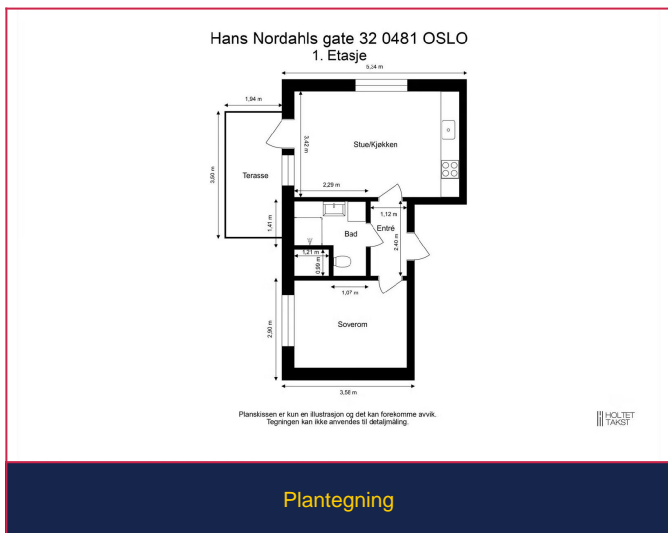 Hans Nordahls gate 32 0481 OSLO
1. Etasje
5,34 m
1,94 m
3,42 m
Stue/Kjøkken
3,50 m
Terasse
2,29 m
1,12 m
1,41 m
Bad
Entré
2,40 m
1,21 m
0,99 m
1,07 m
2,90 m
Soverom
3,58 m
Planskissen er kun en illustrasjon og det kan forekomme avvik.
Tegningen kan ikke anvendes til detaljmåling.
HOLTET
TAKST
Plantegning